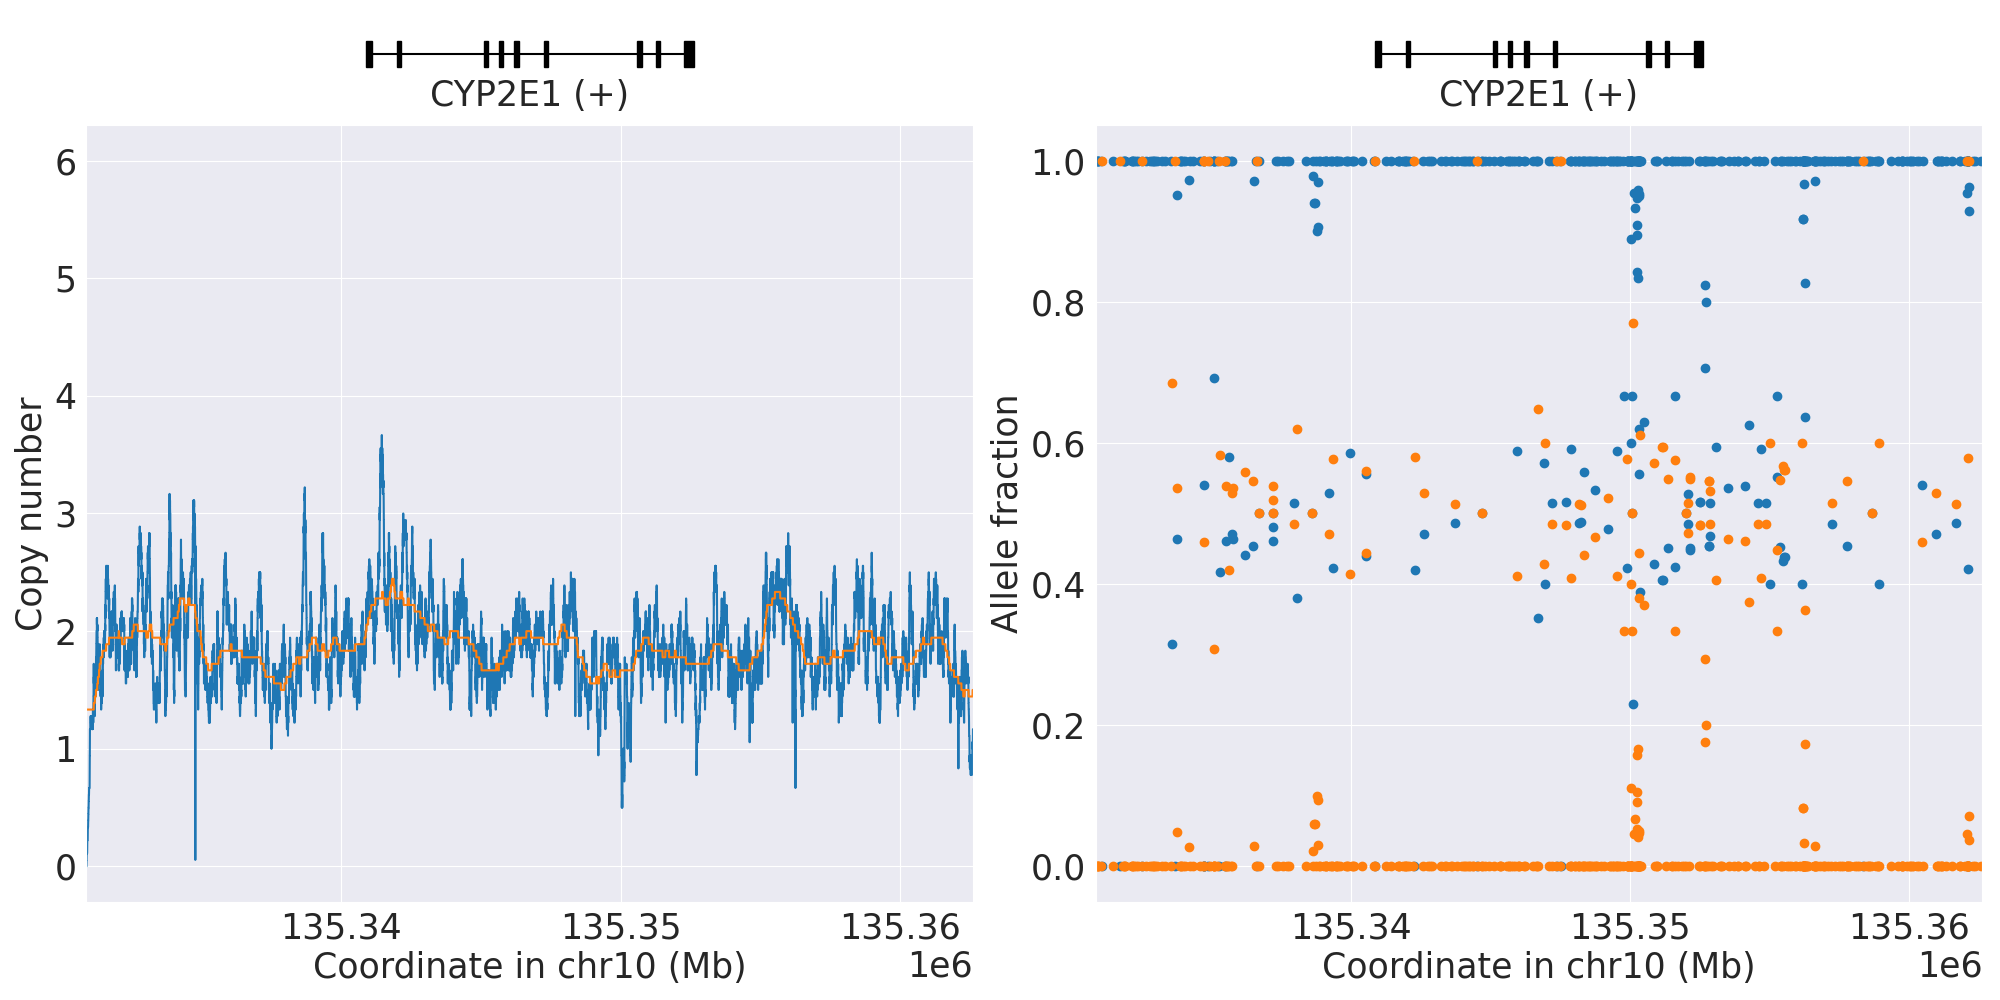 CYP2E1 (+)
6
5
4
3
2
1
0
Copy number
135.34
135.35
135.36
Coordinate in chr10 (Mb)
1e6
CYP2E1 (+)
1.0
0.8
0.6
0.4
0.2
0.0
Allele fraction
135.34
135.35
135.36
Coordinate in chr10 (Mb)
1e6